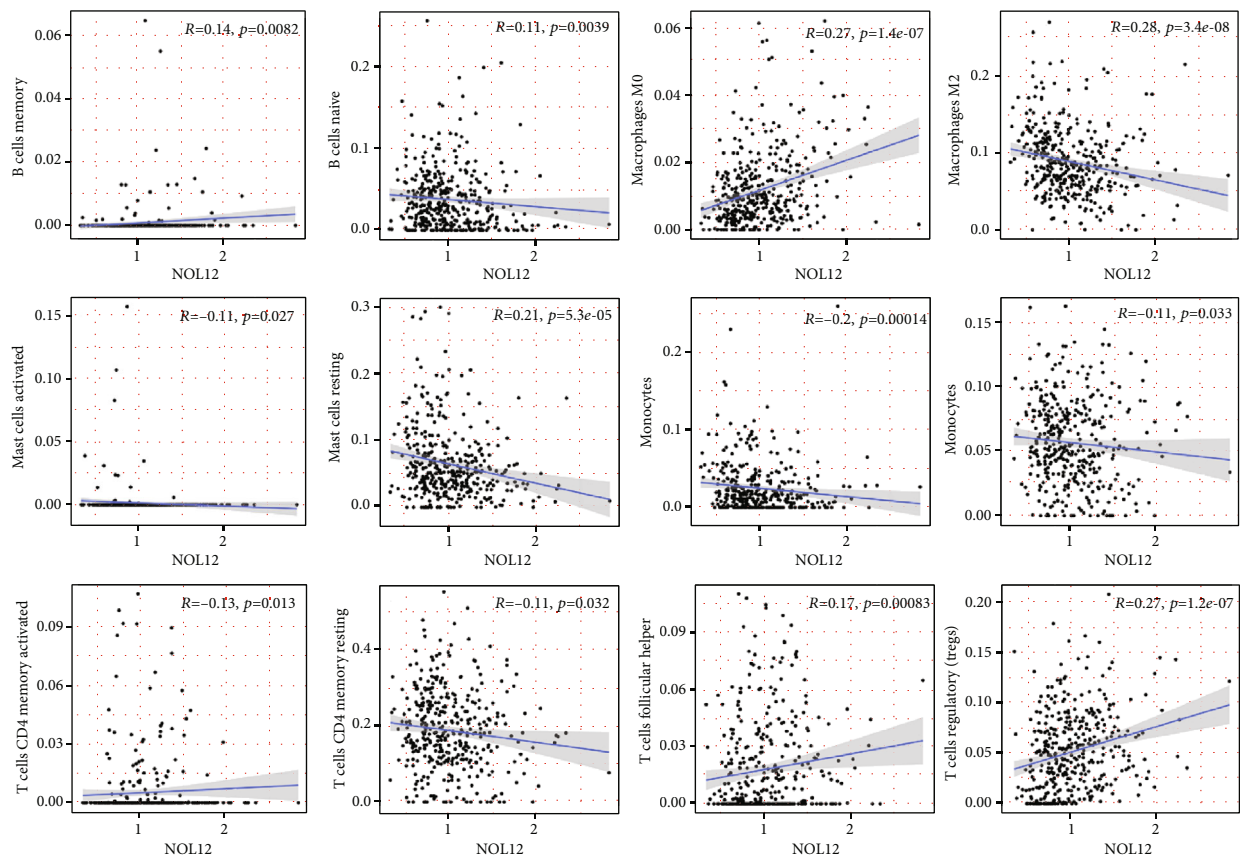 B cells memory
0.06
0.04
0.02
0.00
R=0.14, p=0.0082
1 2
NOL12
B cells naive
0.2
0.1
0.0
R=0.11, p=0.0039
1 2
NOL12
Macrophages M0
0.06
0.04
0.02
0.00
R=0.27, p=1.4e-07
1 2
NOL12
Macrophages M2
0.2
0.1
0.0
R=0.28, p=3.4e-08
1 2
NOL12
Mast cells activated
0.15
0.10
0.05
0.00
R=−0.11, p=0.027
1 2
NOL12
Mast cells resting
0.3
0.2
0.1
0.0
R=0.21, p=5.3e-05
1 2
NOL12
Monocytes
0.2
0.1
0.0
R=−0.2, p=0.00014
1 2
NOL12
Monocytes
0.15
0.10
0.05
0.00
R=−0.11, p=0.033
1 2
NOL12
T cells CD4 memory activated
0.09
0.06
0.03
0.00
R=−0.13, p=0.013
1 2
NOL12
T cells CD4 memory resting
0.4
0.2
0.0
R=−0.11, p=0.032
1 2
NOL12
T cells follicular helper
0.09
0.06
0.03
0.00
R=0.17, p=0.00083
1 2
NOL12
T cells regulatory (tregs)
0.20
0.15
0.10
0.05
0.00
R=0.27, p=1.2e-07
1 2
NOL12